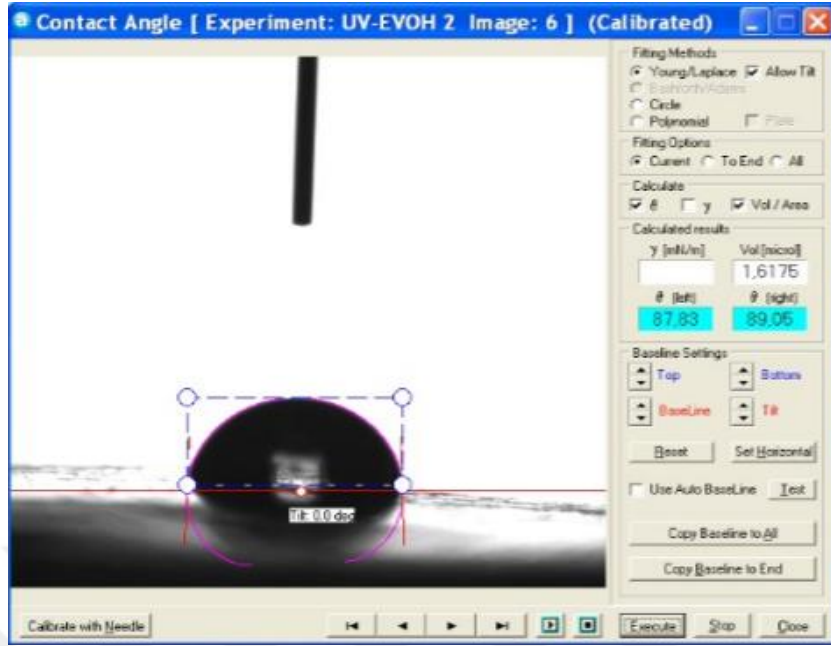 Contact Angle [ Experiment: UV-EVOH 2 Image: 6 ] (Calibrated)
Fitting Methods
Young/Laplace Allow Tilt
Bashforth/Adams
Circle
Polynomial Plate
Fitting Options
Current To End All
Calculate
θ γ Vol / Area
Calculated results
γ [mN/m] Vol [microl]
1,6175
θ (left) θ (right)
87,83 89,05
Baseline Settings
Top Bottom
BaseLine Tilt
Reset Set Horizontal
Use Auto BaseLine Test
Tilt: 0.0 deg
Copy Baseline to All
Copy Baseline to End
Calibrate with Needle Execute Stop Close